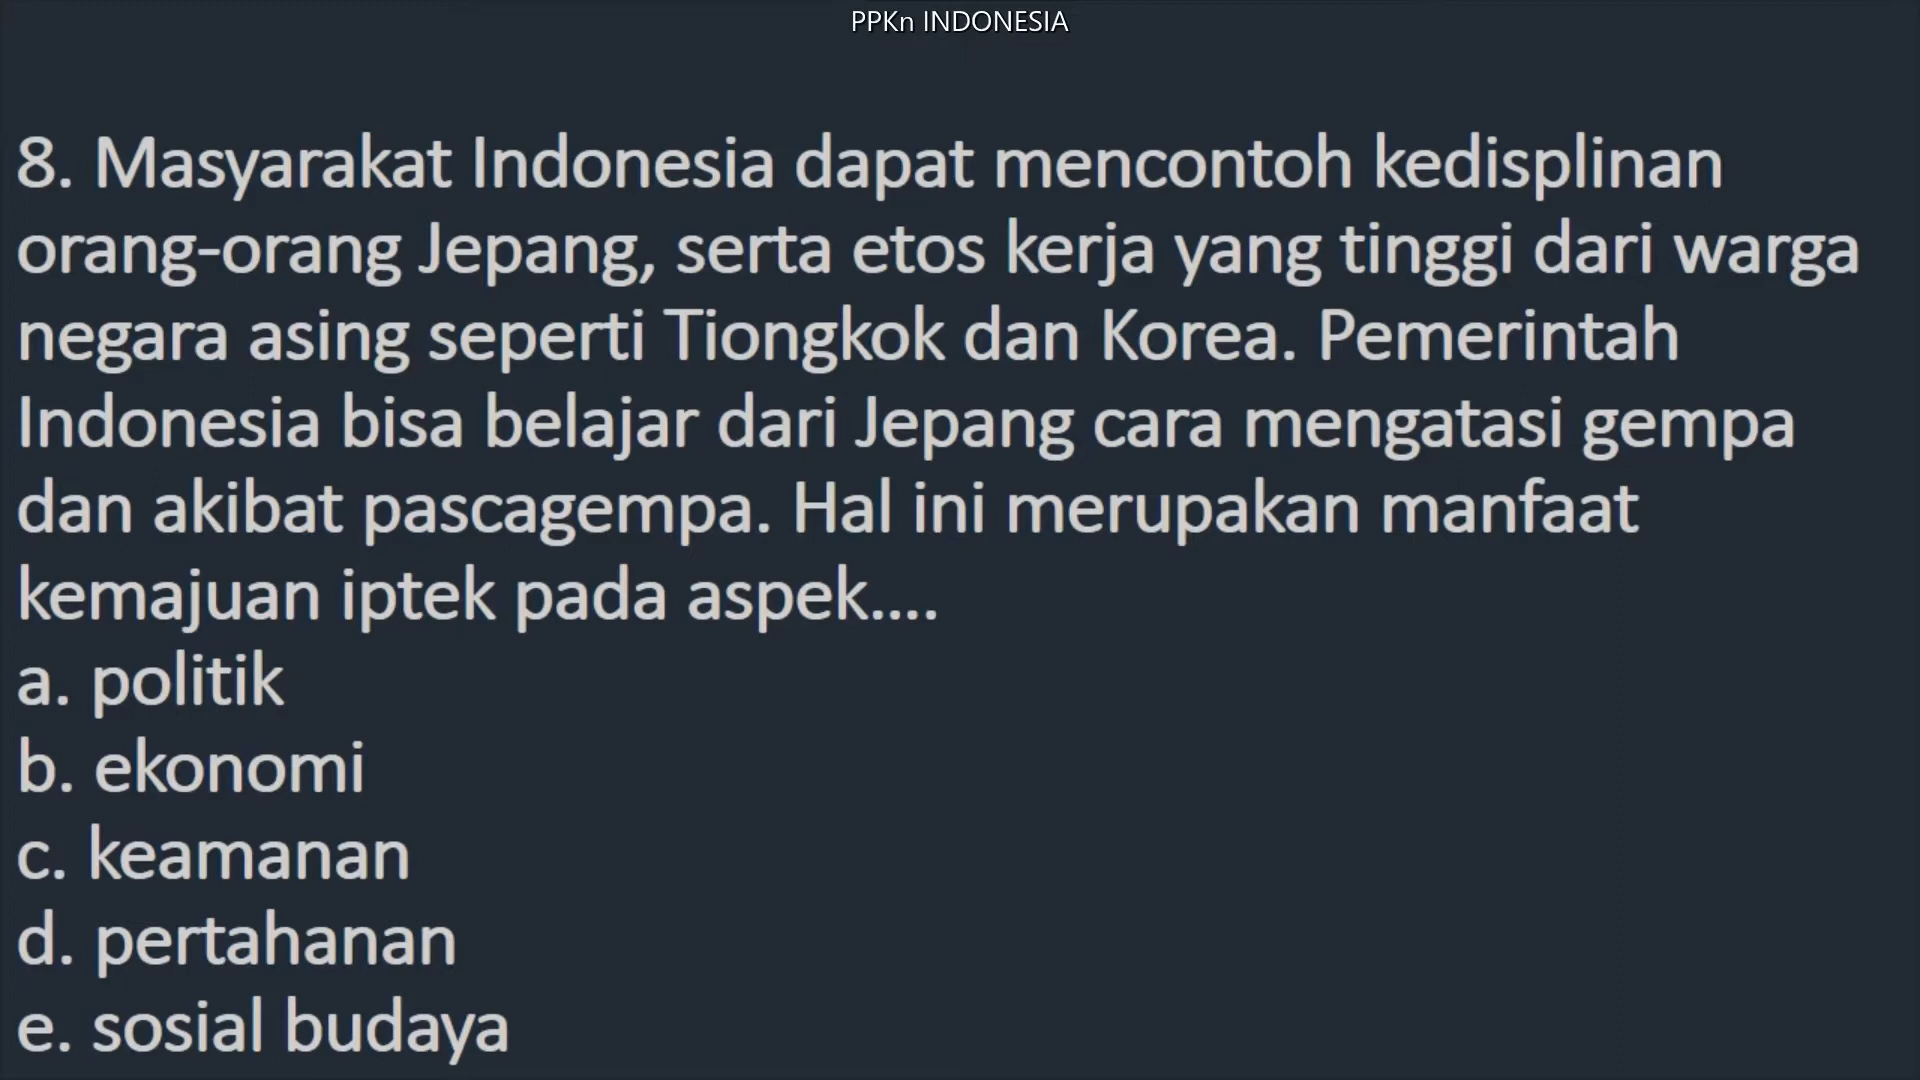 PPKn INDONESIA
8. Masyarakat Indonesia dapat mencontoh kedisplinan
orang-orang Jepang, serta etos kerja yang tinggi dari warga
negara asing seperti Tiongkok dan Korea. Pemerintah
Indonesia bisa belajar dari Jepang cara mengatasi gempa
dan akibat pascagempa. Hal ini merupakan manfaat
kemajuan iptek pada aspek....
a. politik
b. ekonomi
c. keamanan
d. pertahanan
e. sosial budaya